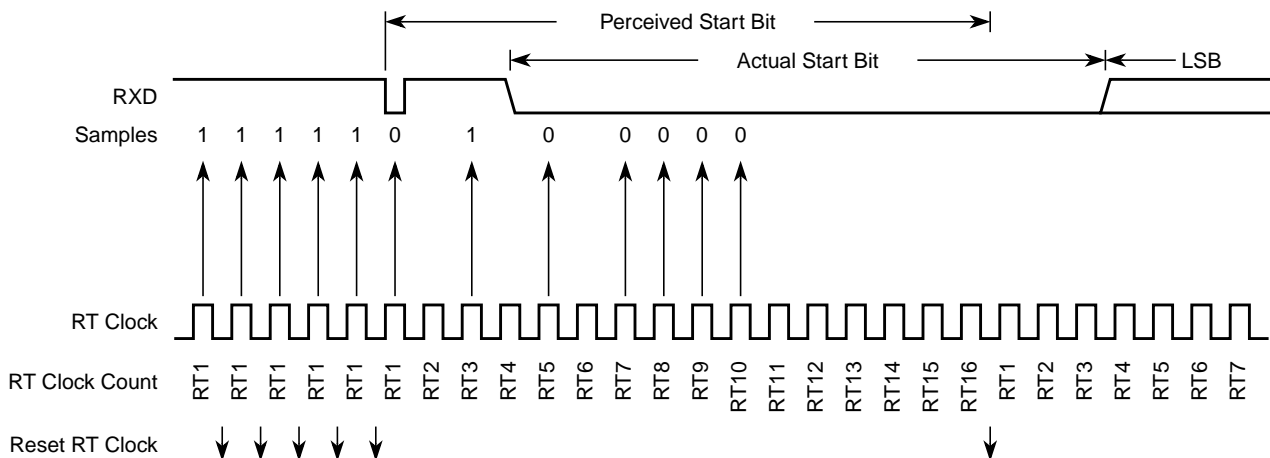 Perceived Start Bit
Actual Start Bit LSB
RXD
Samples 1 1 1 1 1 0 1 0 0 0 0 0
RT Clock
RT Clock Count RT1 RT1 RT1 RT1 RT1 RT1 RT2 RT3 RT4 RT5 RT6 RT7 RT8 RT9 RT10 RT11 RT12 RT13 RT14 RT15 RT16 RT1 RT2 RT3 RT4 RT5 RT6 RT7
Reset RT Clock